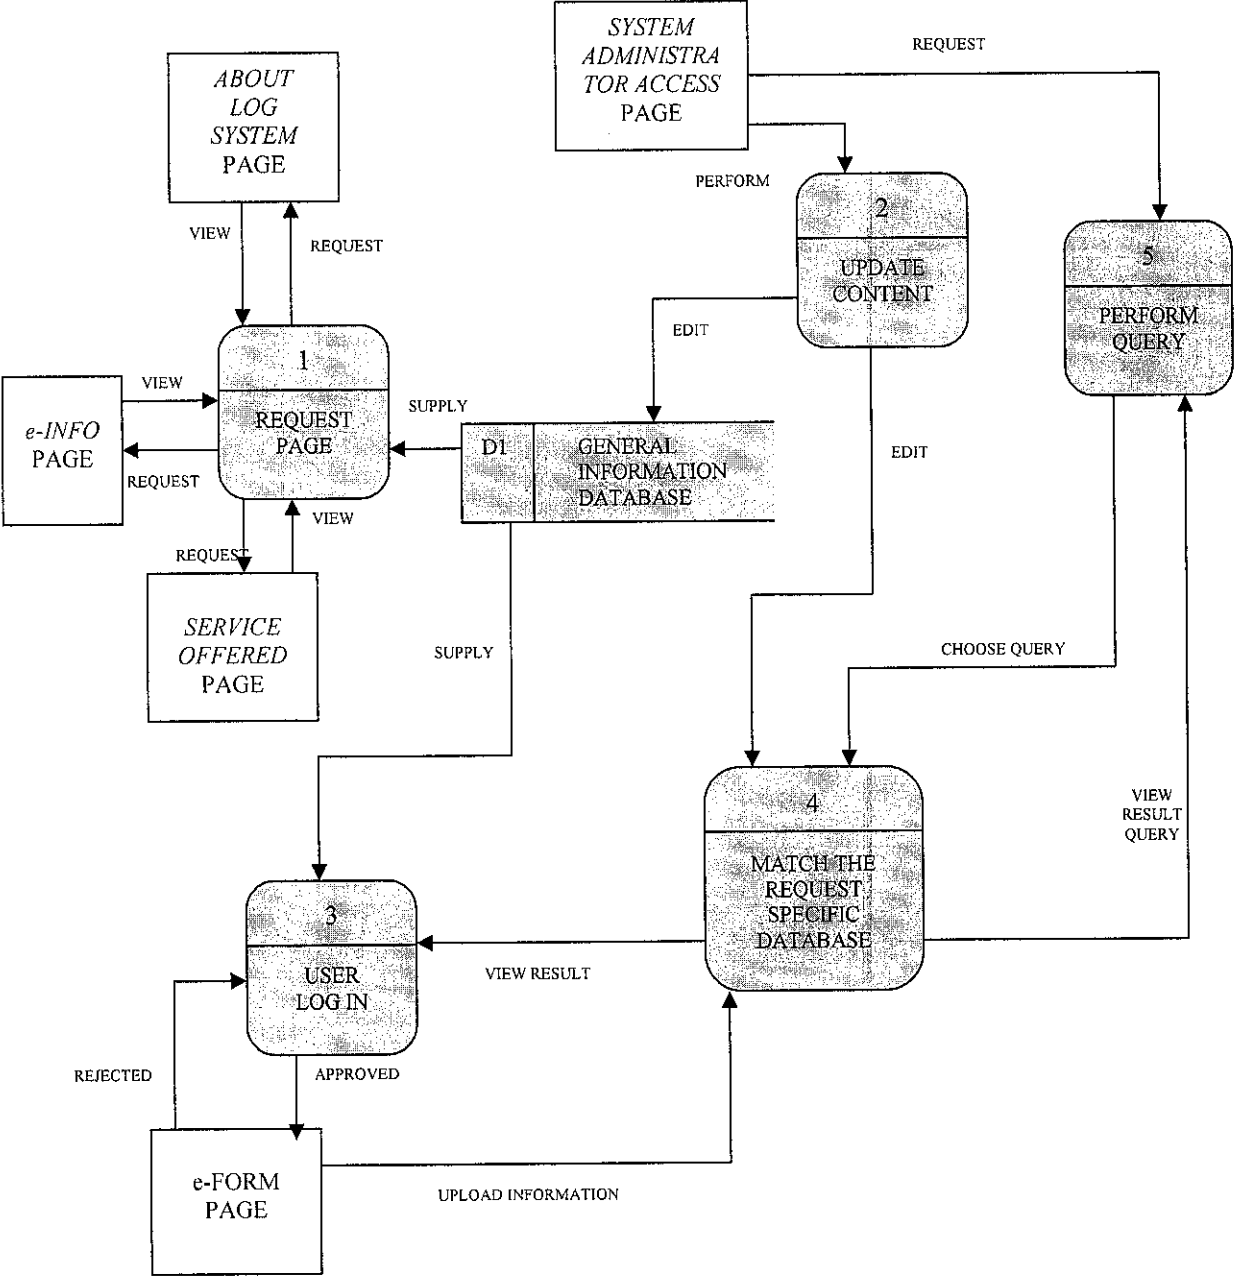 SYSTEM
ADMINISTRA
TOR ACCESS
PAGE
REQUEST
ABOUT
LOG
SYSTEM
PAGE
PERFORM
2
UPDATE
CONTENT
VIEW
REQUEST
5
PERFORM
QUERY
EDIT
1
REQUEST
PAGE
VIEW
e-INFO
PAGE
REQUEST
SUPPLY
D1
GENERAL
INFORMATION
DATABASE
EDIT
VIEW
REQUEST
SERVICE
OFFERED
PAGE
SUPPLY
CHOOSE QUERY
4
MATCH THE
REQUEST
SPECIFIC
DATABASE
VIEW
RESULT
QUERY
3
USER
LOG IN
VIEW RESULT
REJECTED
APPROVED
e-FORM
PAGE
UPLOAD INFORMATION